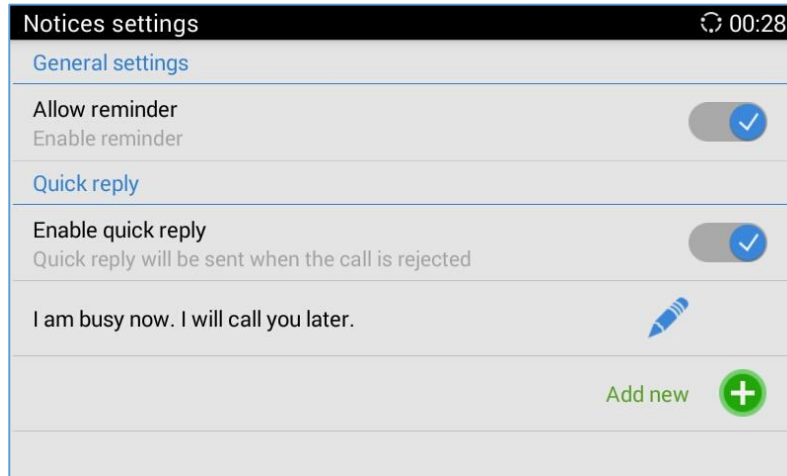 Notices settings 00:28
General settings
Allow reminder
Enable reminder
Quick reply
Enable quick reply
Quick reply will be sent when the call is rejected
I am busy now. I will call you later.
Add new